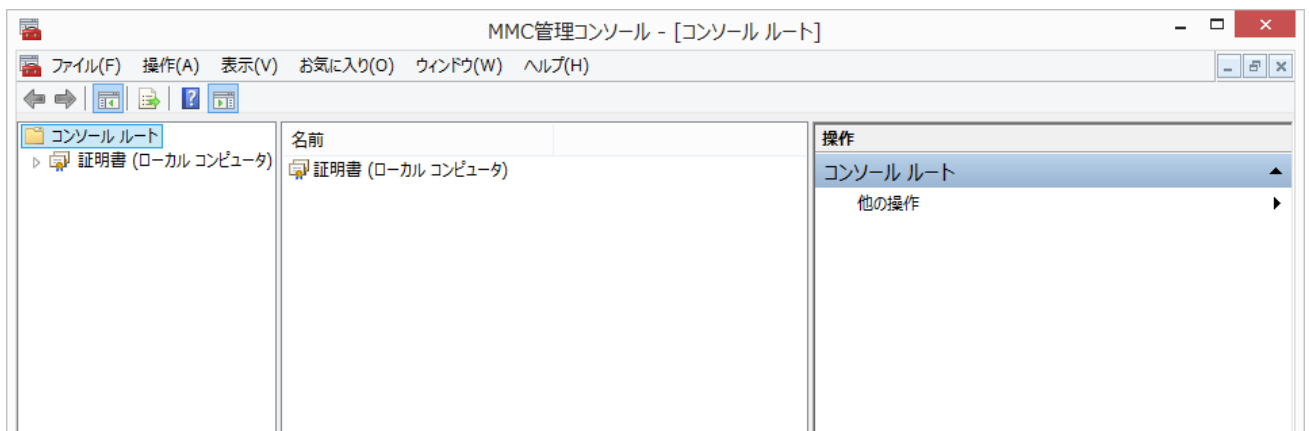 MMC管理コンソール - [コンソール ルート]
ファイル(F) 操作(A) 表示(V) お気に入り(O) ウィンドウ(W) ヘルプ(H)
コンソール ルート
証明書 (ローカル コンピュータ)
名前
証明書 (ローカル コンピュータ)
操作
コンソール ルート
他の操作